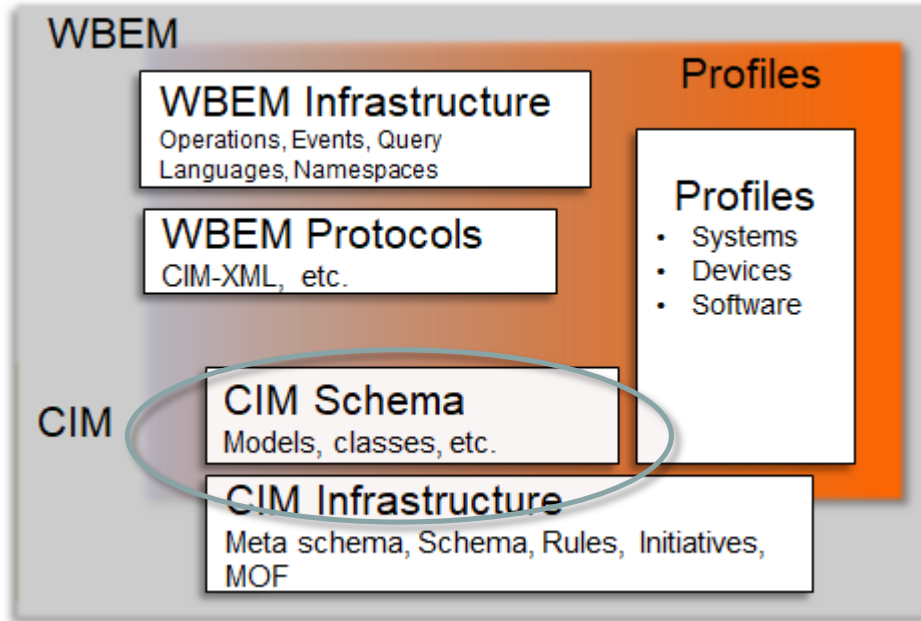 WBEM
Profiles
WBEM Infrastructure
Operations, Events, Query
Languages, Namespaces
WBEM Protocols
CIM-XML, etc.
Profiles
• Systems
• Devices
• Software
CIM
CIM Schema
Models, classes, etc.
CIM Infrastructure
Meta schema, Schema, Rules, Initiatives,
MOF